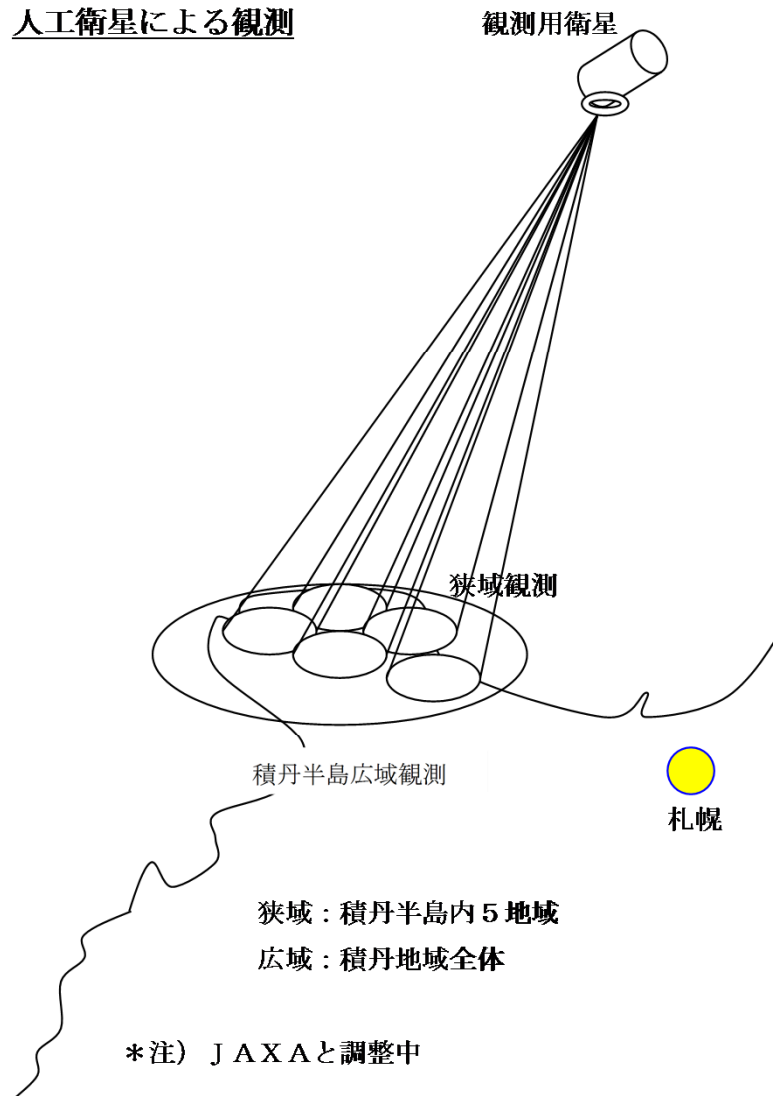 人工衛星による観測
観測用衛星
狭域観測
積丹半島広域観測
札幌
狭域：積丹半島内５地域
広域：積丹地域全体
＊注）ＪＡＸＡと調整中